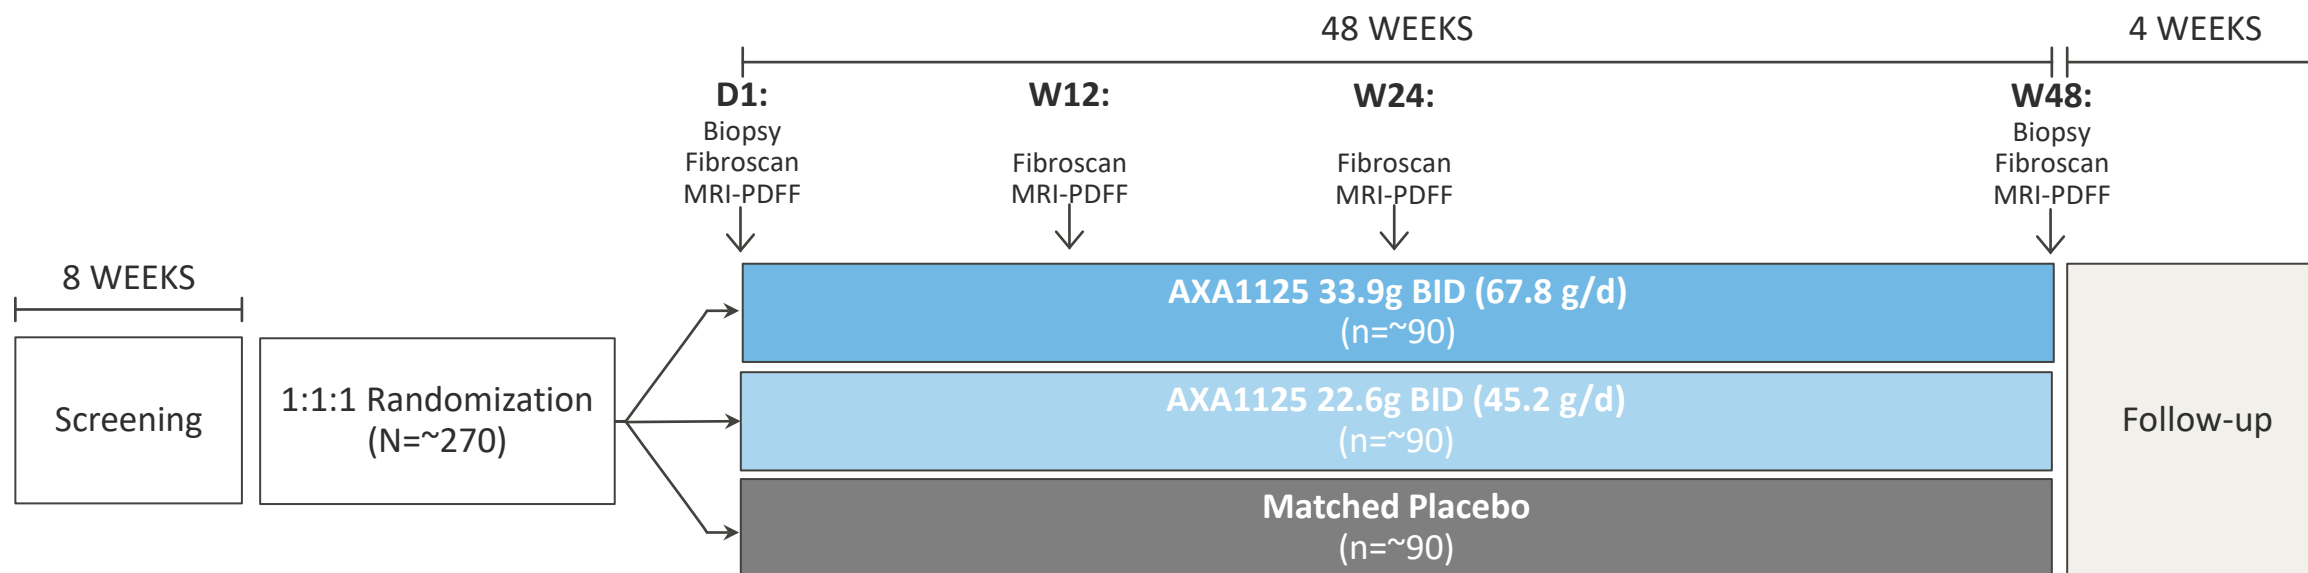 48 WEEKS
4 WEEKS
D1:
Biopsy
Fibroscan
MRI-PDFF
W12:
Fibroscan
MRI-PDFF
W24:
Fibroscan
MRI-PDFF
W48:
Biopsy
Fibroscan
MRI-PDFF
8 WEEKS
Screening
1:1:1 Randomization
(N=~270)
AXA1125 33.9g BID (67.8 g/d)
(n=~90)
AXA1125 22.6g BID (45.2 g/d)
(n=~90)
Matched Placebo
(n=~90)
Follow-up